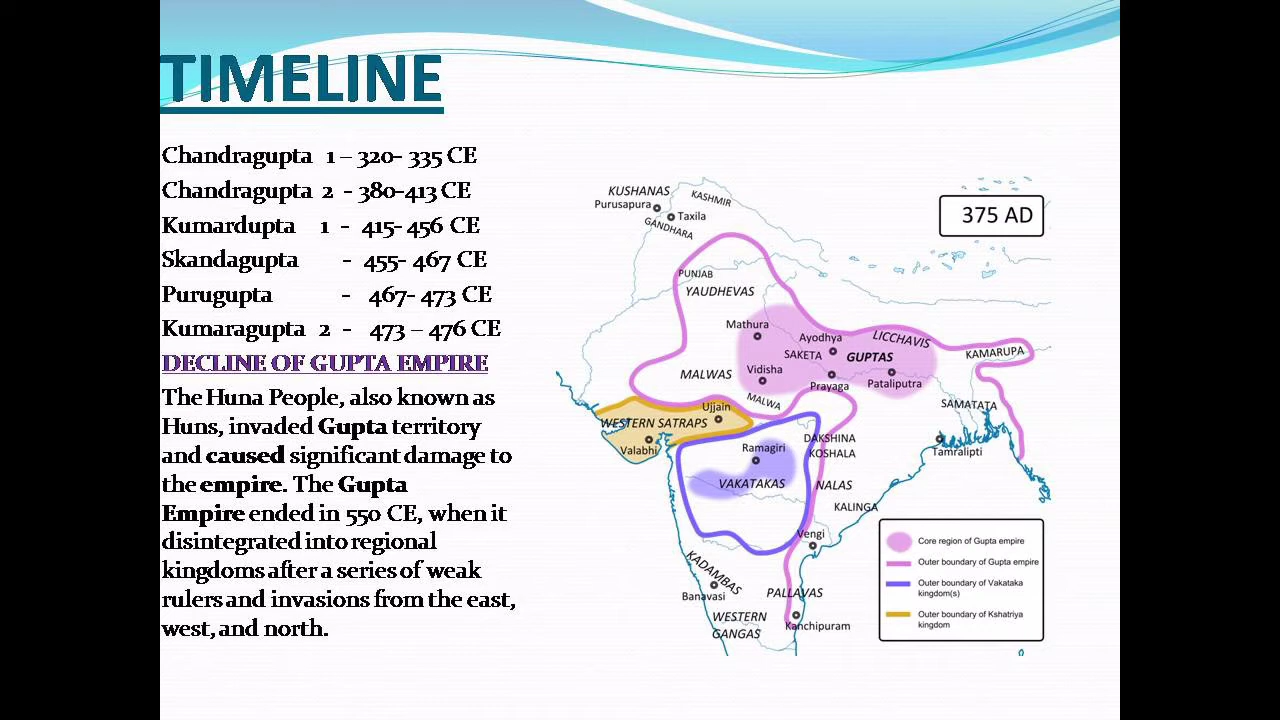 TIMELINE
Chandragupta 1 – 320- 335 CE
Chandragupta 2 - 380-413 CE
Kumardupta 1 - 415- 456 CE
Skandagupta - 455- 467 CE
Purugupta - 467- 473 CE
Kumaragupta 2 - 473 – 476 CE
DECLINE OF GUPTA EMPIRE
The Huna People, also known as
Huns, invaded Gupta territory
and caused significant damage to
the empire. The Gupta
Empire ended in 550 CE, when it
disintegrated into regional
kingdoms after a series of weak
rulers and invasions from the east,
west, and north.
375 AD
KUSHANAS
KASHMIR
Purusapura
Taxila
GANDHARA
PUNJAB
YAUDHEVAS
Mathura
Ayodhya
LICCHAVIS
SAKETA
GUPTAS
KAMARUPA
Vidisha
MALWAS
Prayaga
Pataliputra
MALWA
SAMATATA
Ujjain
WESTERN SATRAPS
Valabhi
Ramagiri
DAKSHINA
KOSHALA
Tamralipti
VAKATAKAS
NALAS
KALINGA
Vengi
KADAMBAS
Banavasi
PALLAVAS
WESTERN
GANGAS
Kanchipuram
Core region of Gupta empire
Outer boundary of Gupta empire
Outer boundary of Vakataka
kingdom(s)
Outer boundary of Kshatriya
kingdom